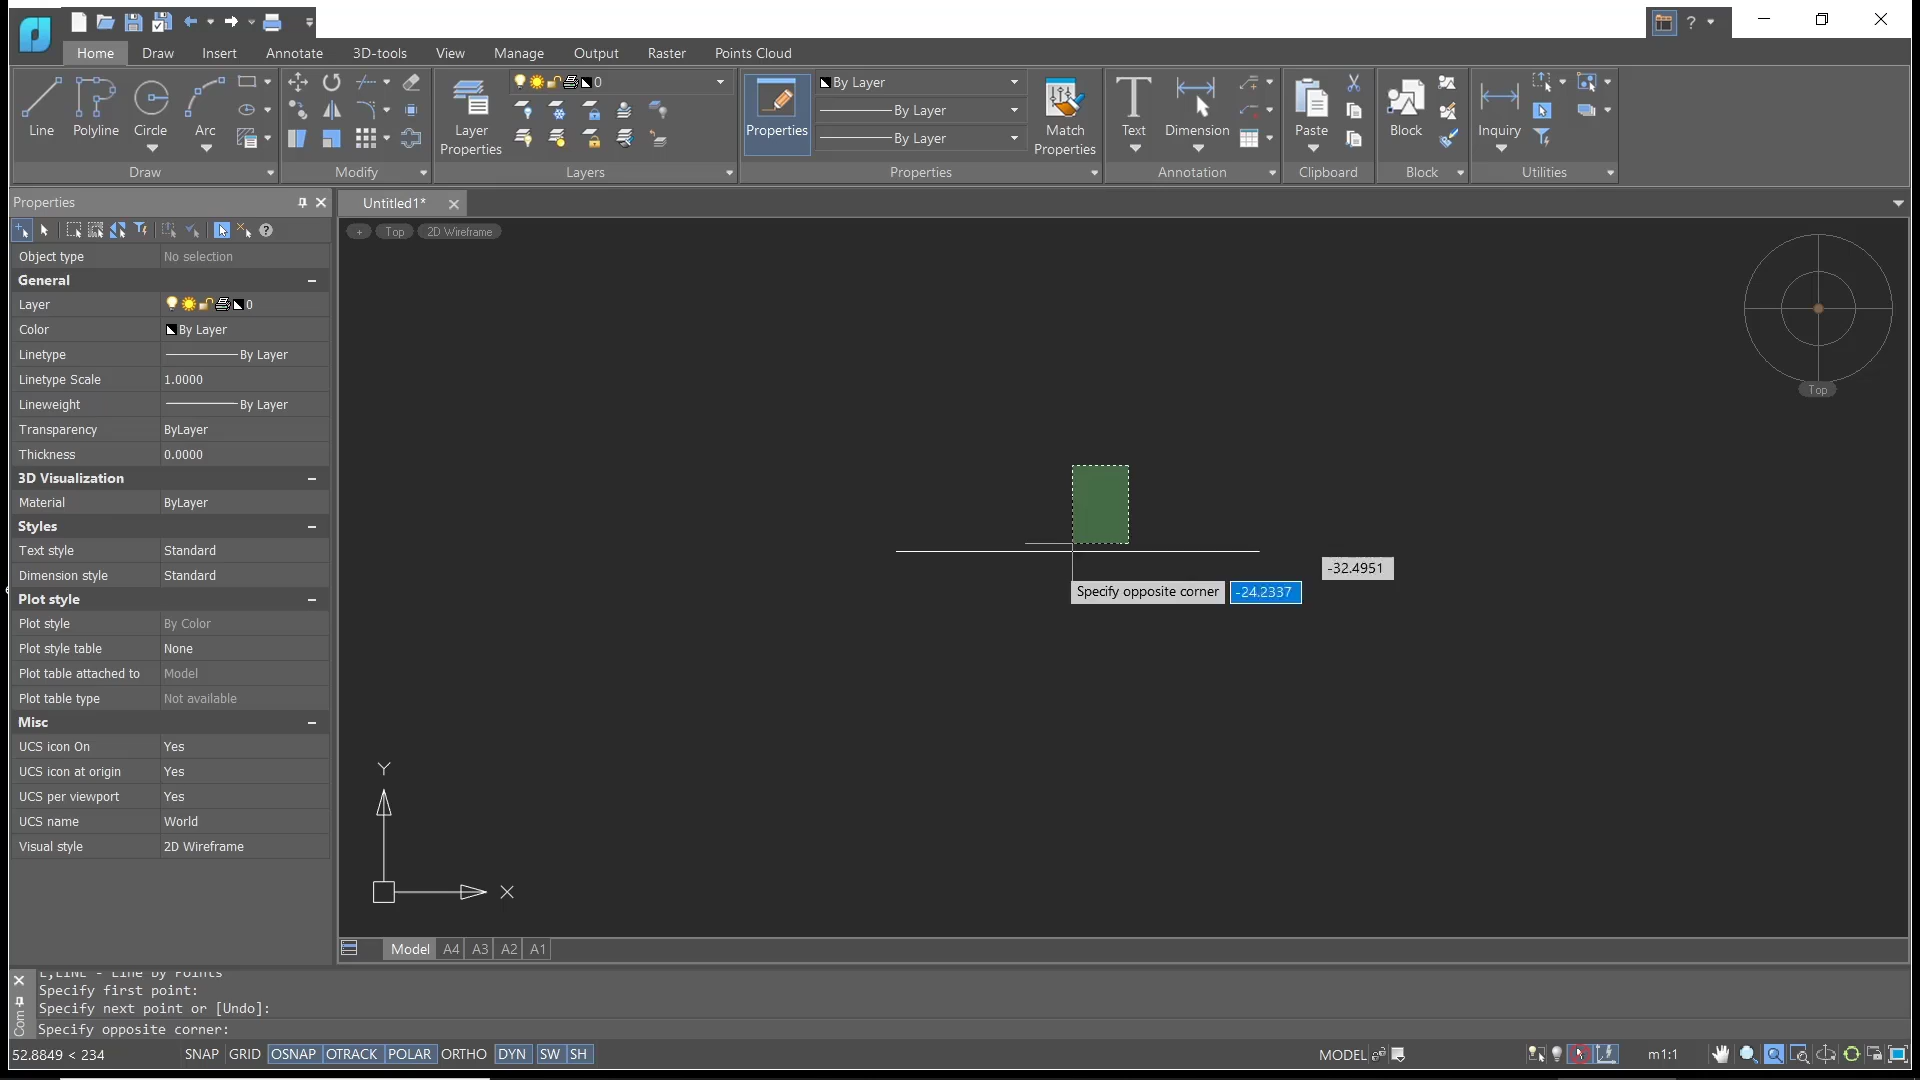 ?
Home Draw Insert Annotate 3D-tools View Manage Output Raster Points Cloud
Line Polyline Circle Arc
Draw
Modify
Layer Properties
0
Layers
Properties
By Layer
By Layer
By Layer
Match Properties
Properties
Text Dimension
Annotation
Paste
Clipboard
Block
Block
Inquiry
Utilities
Properties
Untitled1*
+ Top 2D Wireframe
?
Object type No selection
General
Layer 0
Color By Layer
Linetype By Layer
Linetype Scale 1.0000
Lineweight By Layer
Transparency ByLayer
Thickness 0.0000
3D Visualization
Material ByLayer
Styles
Text style Standard
Dimension style Standard
Plot style
Plot style By Color
Plot style table None
Plot table attached to Model
Plot table type Not available
Misc
UCS icon On Yes
UCS icon at origin Yes
UCS per viewport Yes
UCS name World
Visual style 2D Wireframe
Top
-32.4951
Specify opposite corner -24.2337
Y
X
Model A4 A3 A2 A1
Com
L,LINE - Line by Points
Specify first point:
Specify next point or [Undo]:
Specify opposite corner:
52.8849 < 234 SNAP GRID OSNAP OTRACK POLAR ORTHO DYN SW SH MODEL m1:1